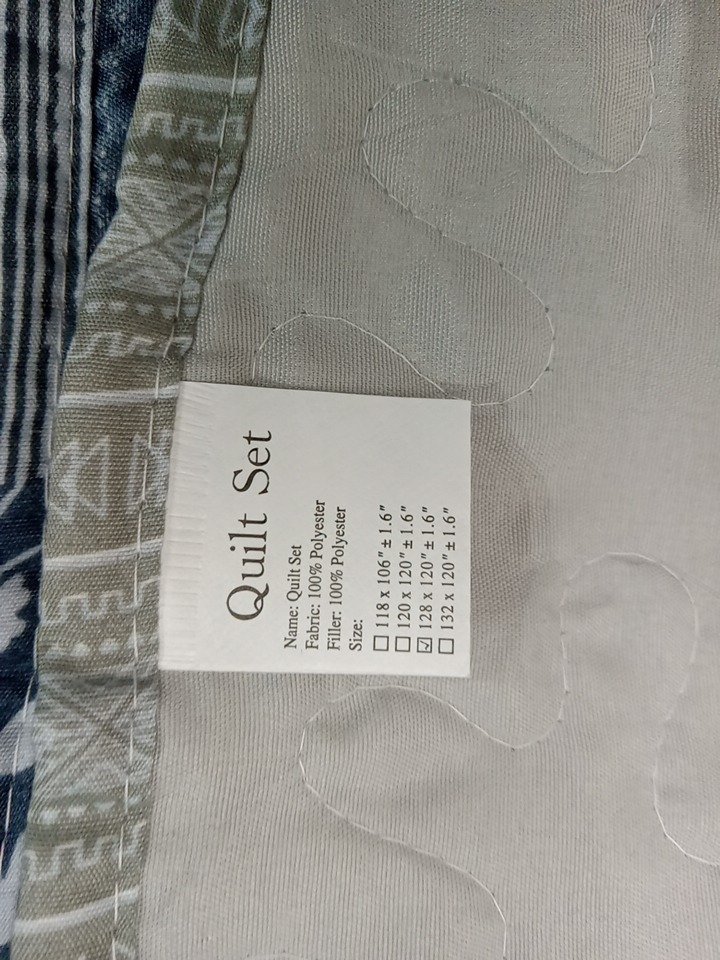 Quilt Set
Name: Quilt Set
Fabric: 100% Polyester
Filler: 100% Polyester
Size:
☐ 118 x 106" ± 1.6"
☐ 120 x 120" ± 1.6"
☑ 128 x 120" ± 1.6"
☐ 132 x 120" ± 1.6"